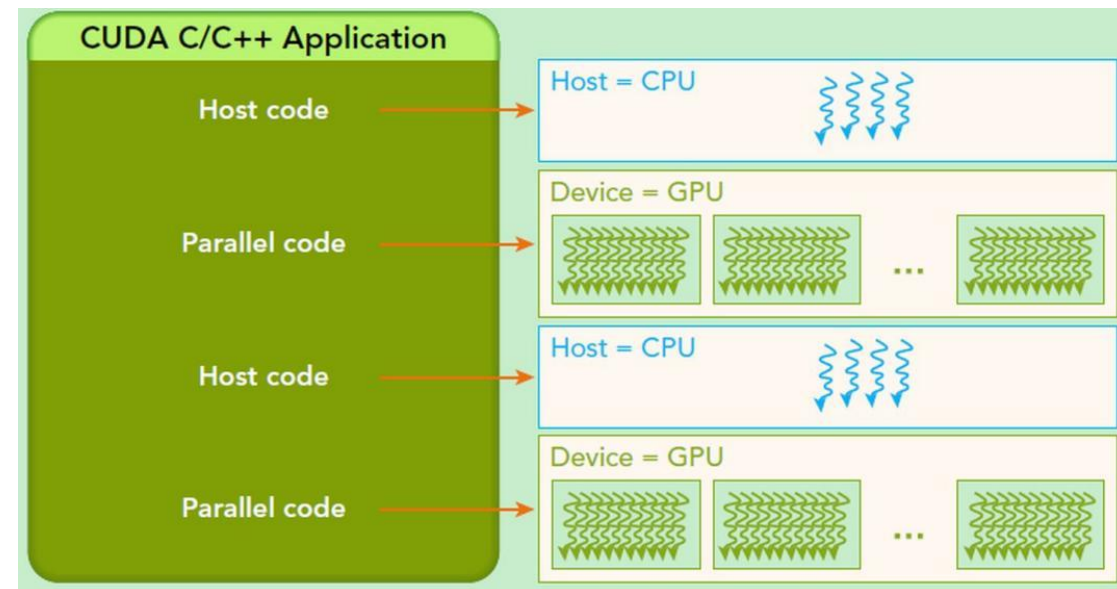 CUDA C/C++ Application
Host code
Host = CPU
Parallel code
Device = GPU
...
Host code
Host = CPU
Parallel code
Device = GPU
...